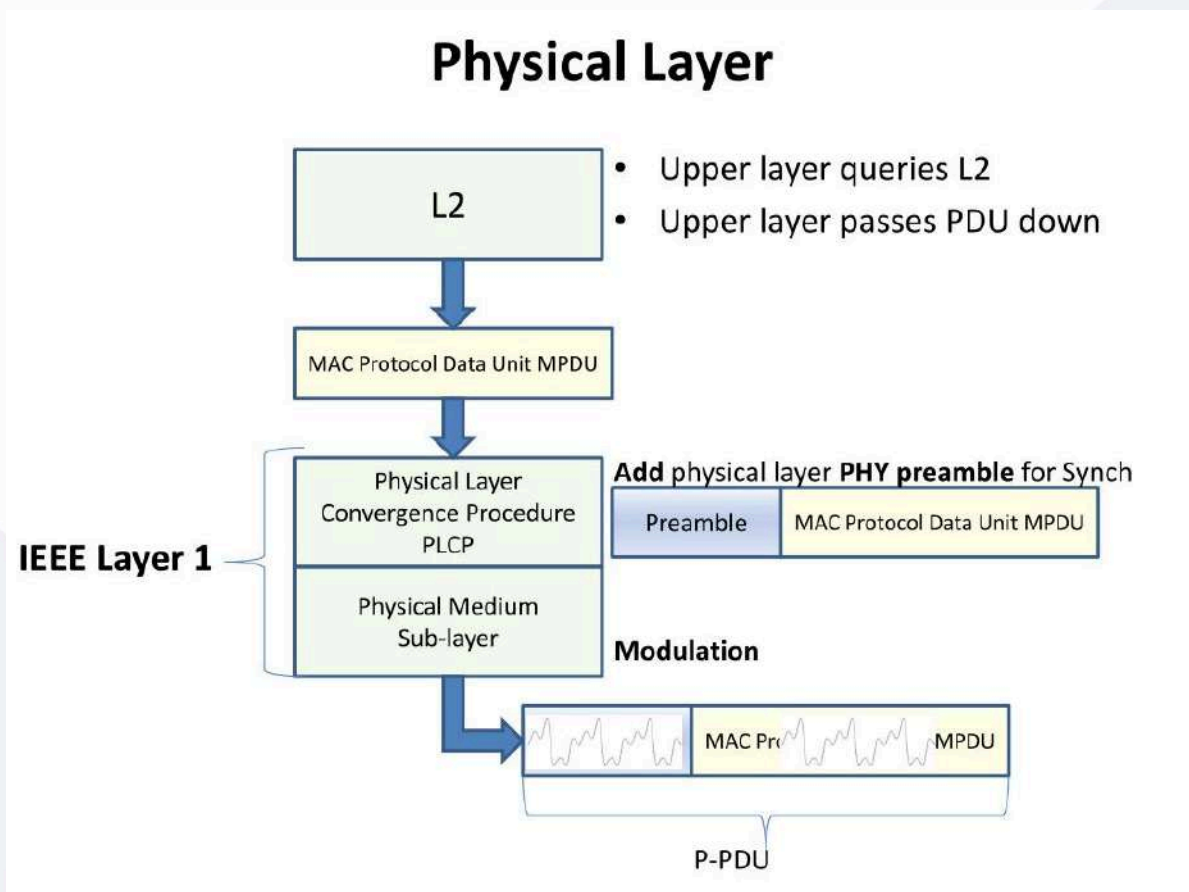 Physical Layer
L2
• Upper layer queries L2
• Upper layer passes PDU down
MAC Protocol Data Unit MPDU
IEEE Layer 1
Physical Layer
Convergence Procedure
PLCP
Add physical layer PHY preamble for Synch
Preamble
MAC Protocol Data Unit MPDU
Physical Medium
Sub-layer
Modulation
MAC Pr MPDU
P-PDU